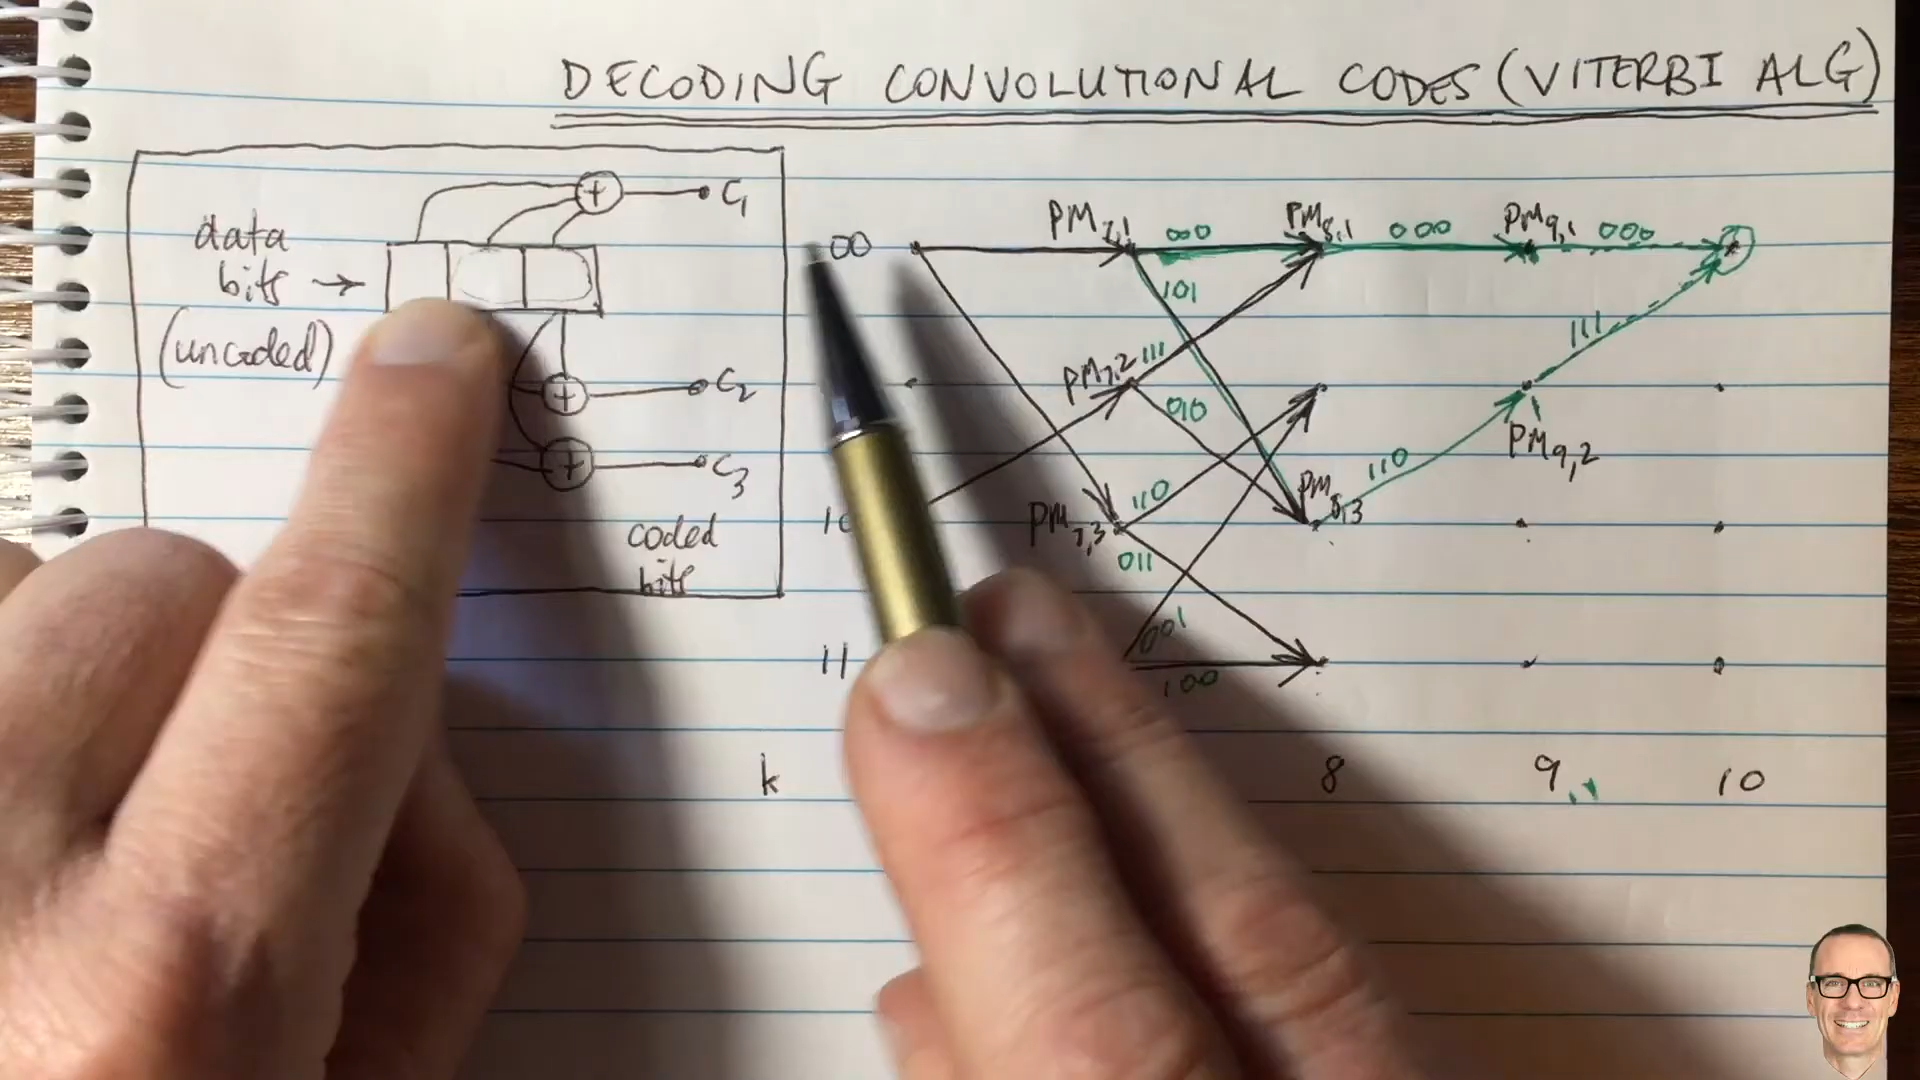 DECODING CONVOLUTIONAL CODES (VITERBI ALG)
data
bits →
(uncoded)
C1
C2
C3
coded
bits
00
11
k
8
9
10
PM7,1
000
PM8,1
000
PM9,1
000
101
PM7,2
111
010
111
PM9,2
110
PM8,3
PM7,3
110
011
001
100